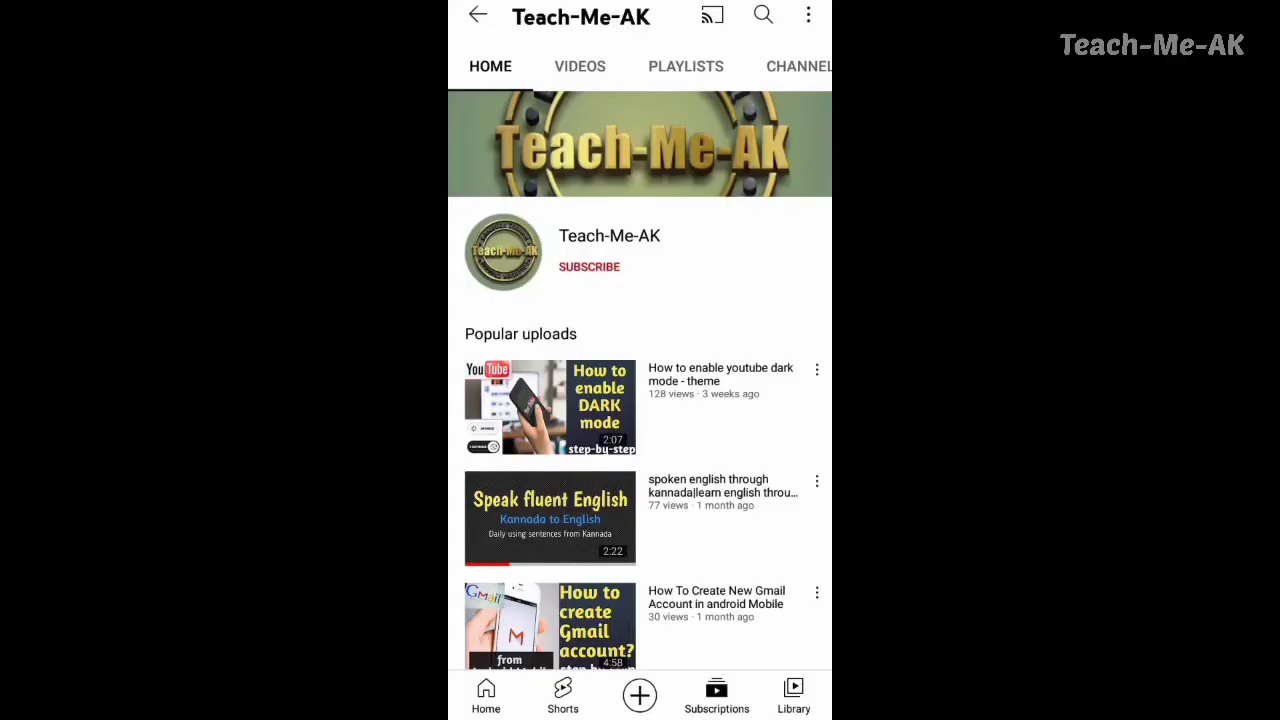 Teach-Me-AK
Teach-Me-AK
HOME VIDEOS PLAYLISTS CHANNEL
Teach-Me-AK
Teach-Me-AK
Teach-Me-AK
SUBSCRIBE
Popular uploads
YouTube
How to
enable
DARK
mode
2:07
step-by-step
How to enable youtube dark
mode - theme
128 views · 3 weeks ago
Speak fluent English
Kannada to English
Daily using sentences from Kannada
2:22
spoken english through
kannada|learn english throu...
77 views · 1 month ago
Gmail
How to
create
Gmail
account?
from
4:58
How To Create New Gmail
Account in android Mobile
30 views · 1 month ago
Home Shorts Subscriptions Library